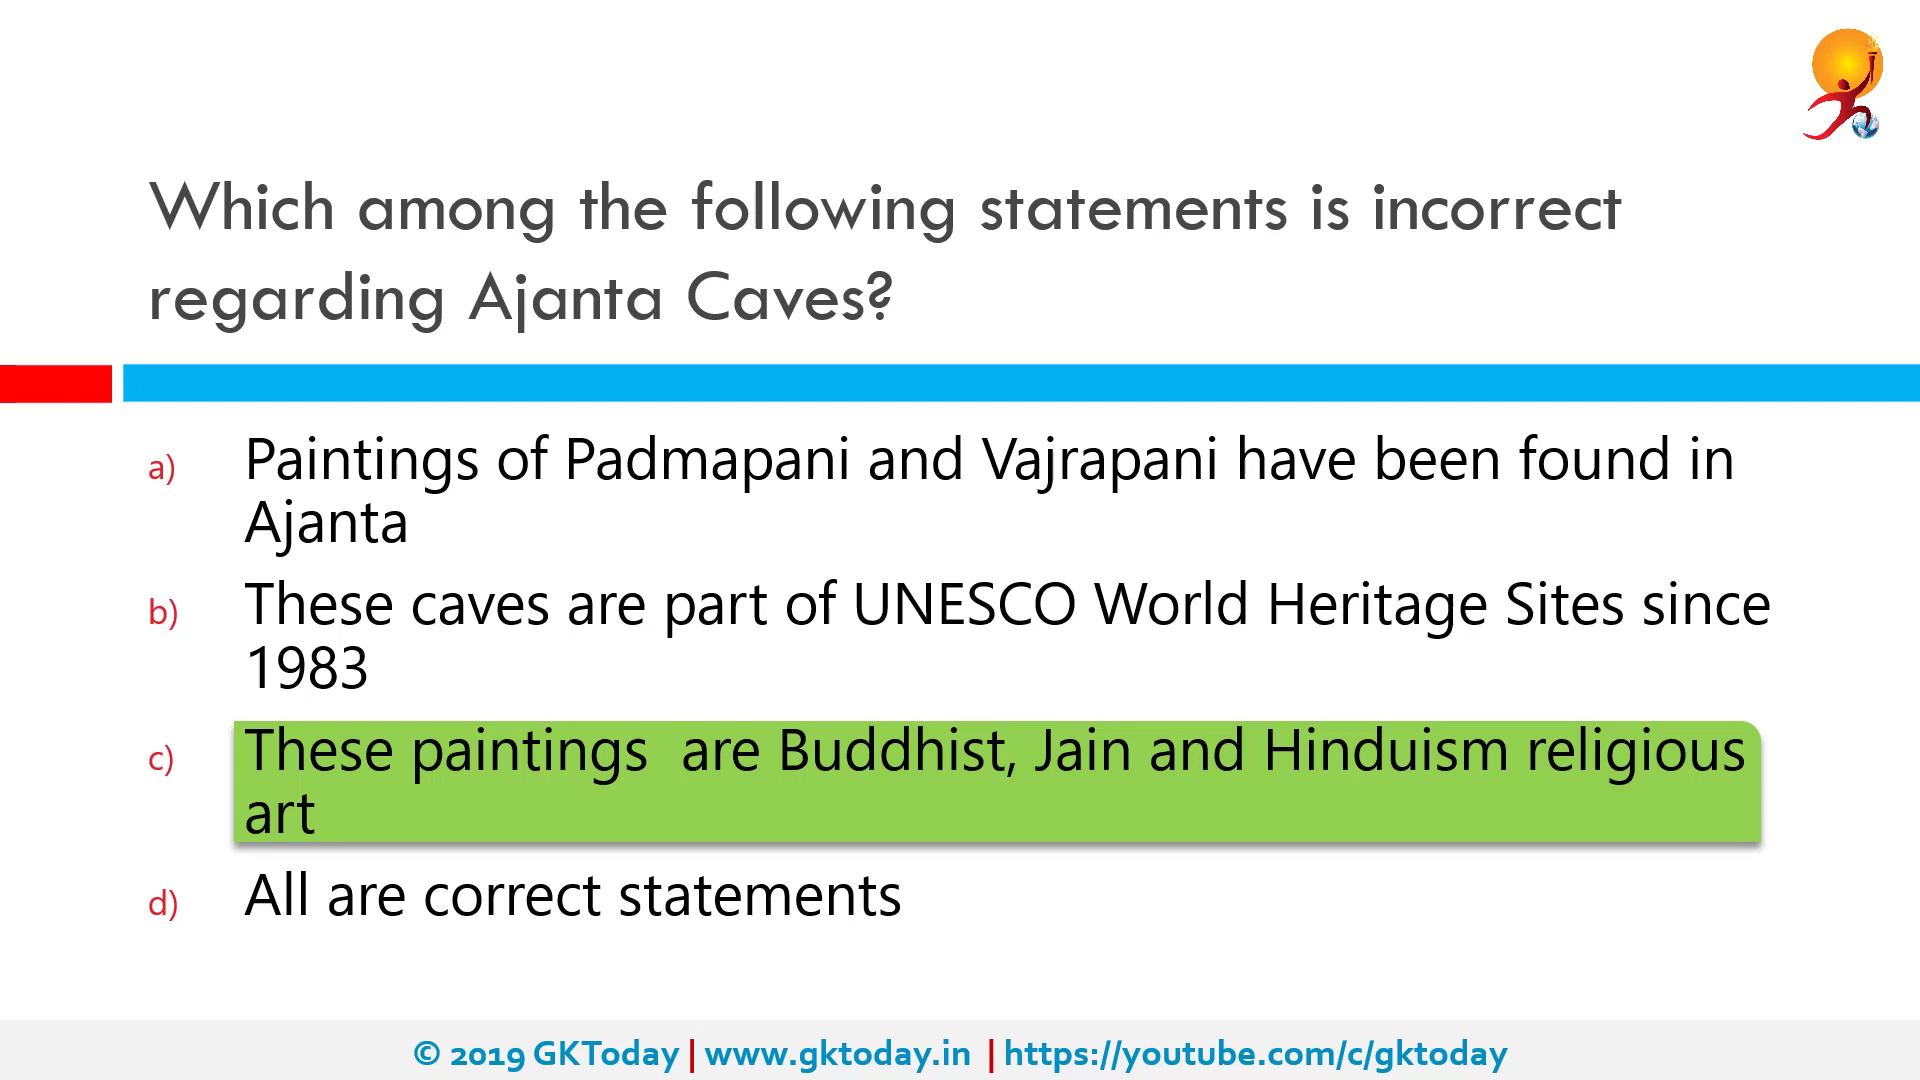 Which among the following statements is incorrect
regarding Ajanta Caves?
a) Paintings of Padmapani and Vajrapani have been found in
Ajanta
b) These caves are part of UNESCO World Heritage Sites since
1983
c) These paintings  are Buddhist, Jain and Hinduism religious
art
d) All are correct statements
© 2019 GKToday | www.gktoday.in | https://youtube.com/c/gktoday